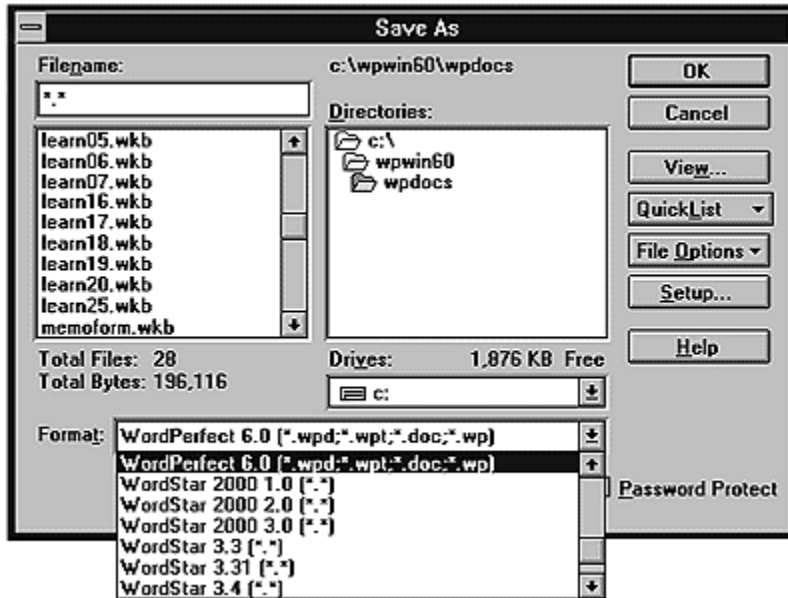 Save As
Filename:
*.*
learn05.wkb
learn06.wkb
learn07.wkb
learn16.wkb
learn17.wkb
learn18.wkb
learn19.wkb
learn20.wkb
learn25.wkb
memoform.wkb
Total Files: 28
Total Bytes: 196,116
c:\wpwin60\wpdocs
Directories:
c:\
wpwin60
wpdocs
Drives: 1,876 KB Free
c:
OK
Cancel
View...
QuickList
File Options
Setup...
Help
Format: WordPerfect 6.0 (*.wpd;*.wpt;*.doc;*.wp)
WordPerfect 6.0 (*.wpd;*.wpt;*.doc;*.wp)
WordStar 2000 1.0 (*.*)
WordStar 2000 2.0 (*.*)
WordStar 2000 3.0 (*.*)
WordStar 3.3 (*.*)
WordStar 3.31 (*.*)
WordStar 3.4 (*.*)
Password Protect